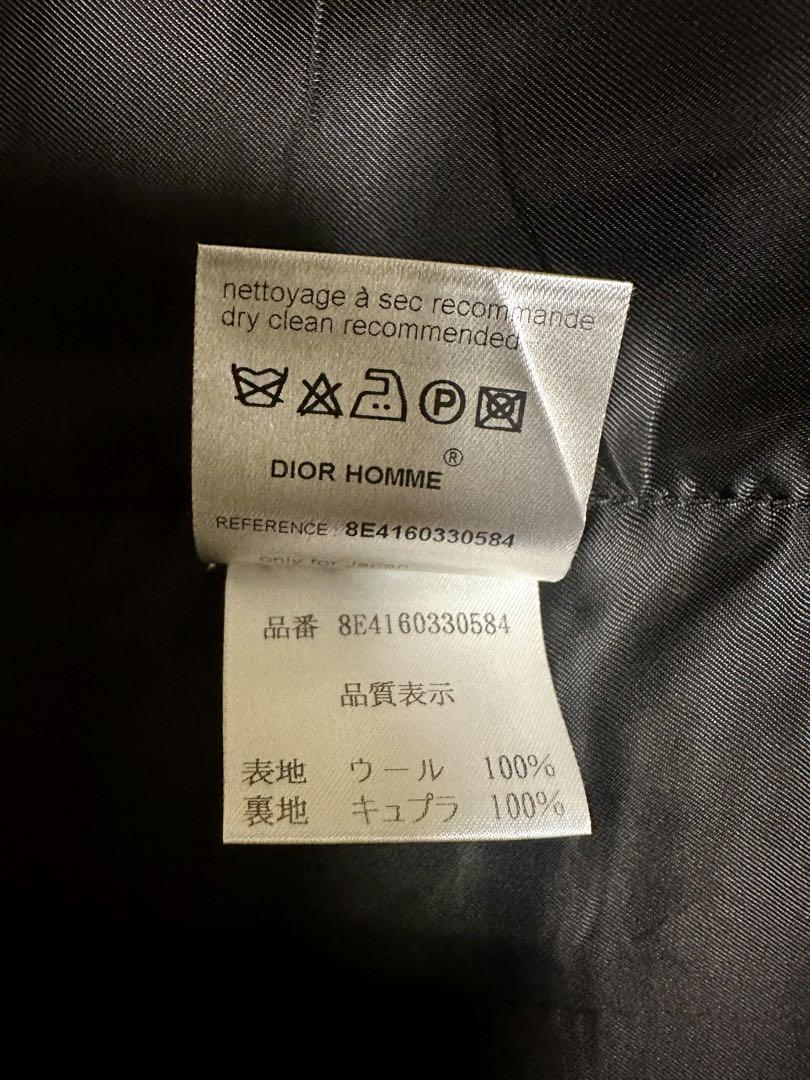 nettoyage à sec recommande
dry clean recommended
P
DIOR HOMME®
REFERENCE : 8E4160330584
only for Japan
品番 8E4160330584
品質表示
表地 ウール 100%
裏地 キュプラ 100%